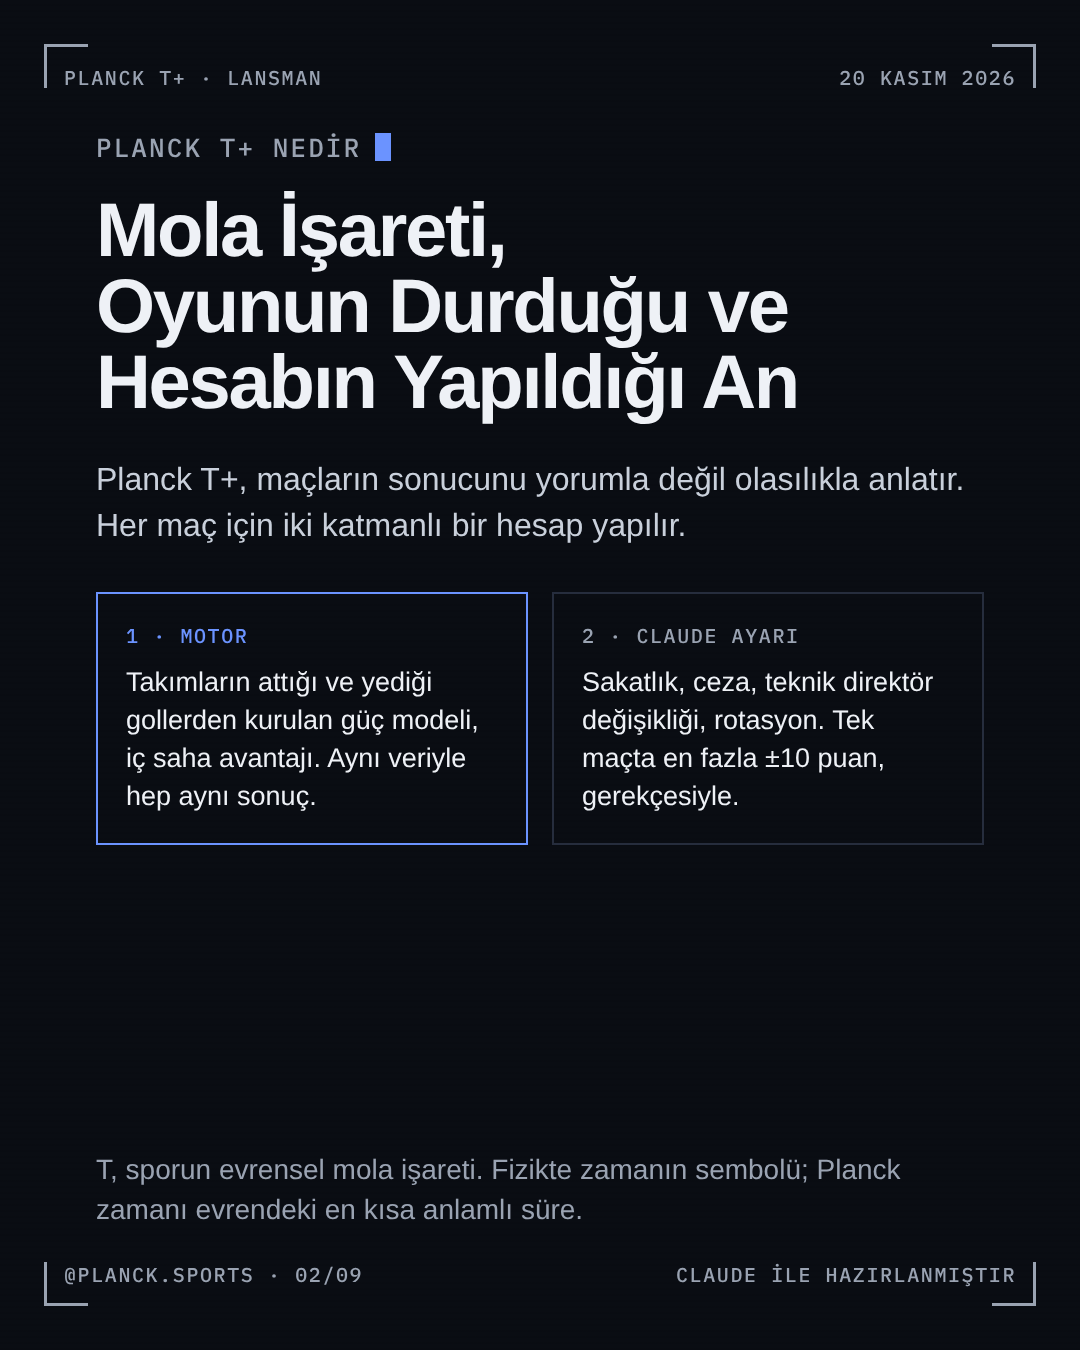 PLANCK T+ · LANSMAN
20 KASIM 2026
PLANCK T+ NEDİR
Mola İşareti,
Oyunun Durduğu ve
Hesabın Yapıldığı An
Planck T+, maçların sonucunu yorumla değil olasılıkla anlatır.
Her maç için iki katmanlı bir hesap yapılır.
1 · MOTOR
Takımların attığı ve yediği
gollerden kurulan güç modeli,
iç saha avantajı. Aynı veriyle
hep aynı sonuç.
2 · CLAUDE AYARI
Sakatlık, ceza, teknik direktör
değişikliği, rotasyon. Tek
maçta en fazla ±10 puan,
gerekçesiyle.
T, sporun evrensel mola işareti. Fizikte zamanın sembolü; Planck
zamanı evrendeki en kısa anlamlı süre.
@PLANCK.SPORTS · 02/09
CLAUDE İLE HAZIRLANMIŞTIR